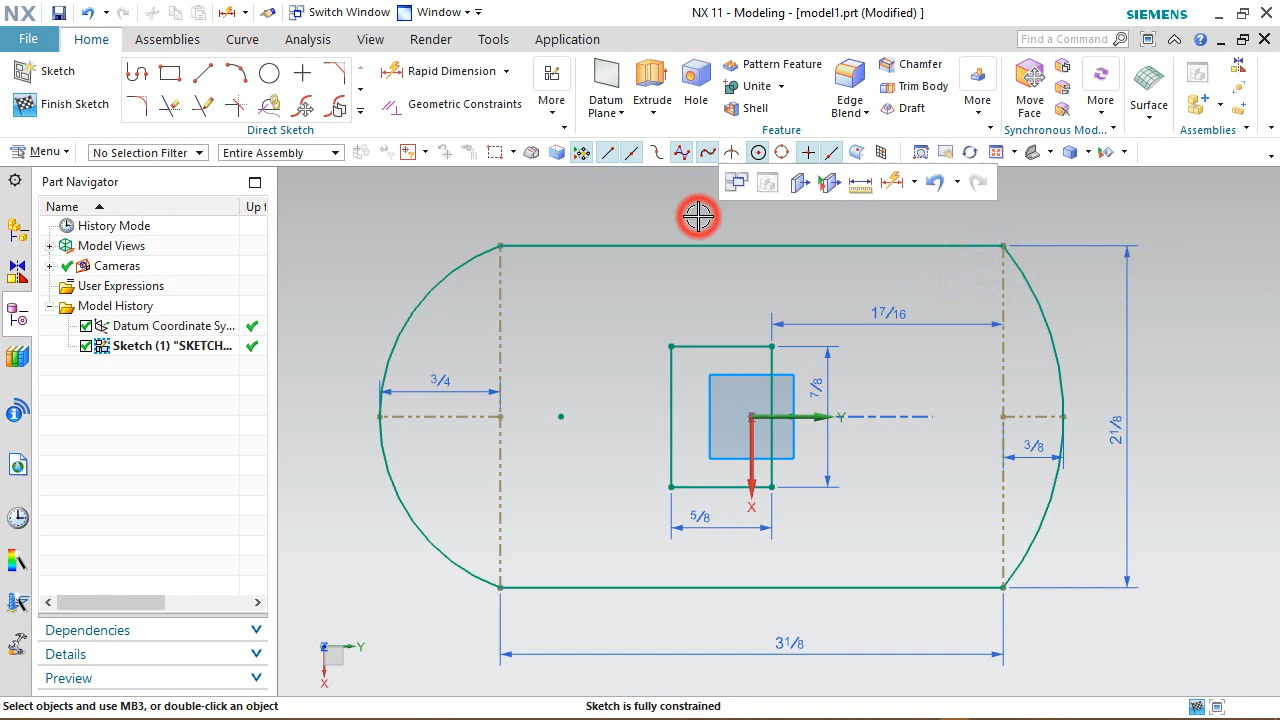 NX
Switch Window
Window
NX 11 - Modeling - [model1.prt (Modified) ]
SIEMENS
File
Home
Assemblies
Curve
Analysis
View
Render
Tools
Application
Find a Command
Sketch
Finish Sketch
Direct Sketch
Rapid Dimension
Geometric Constraints
More
Datum
Plane
Extrude
Hole
Pattern Feature
Unite
Shell
Edge
Blend
Chamfer
Trim Body
Draft
More
Feature
Move
Face
More
Synchronous Mod...
Surface
Assemblies
Menu
No Selection Filter
Entire Assembly
Part Navigator
Name
Up t
History Mode
Model Views
Cameras
User Expressions
Model History
Datum Coordinate Sy...
Sketch (1) "SKETCH...
Dependencies
Details
Preview
17/16
3/4
7/8
Y
X
5/8
3/8
21/8
31/8
Z
Y
X
Select objects and use MB3, or double-click an object
Sketch is fully constrained